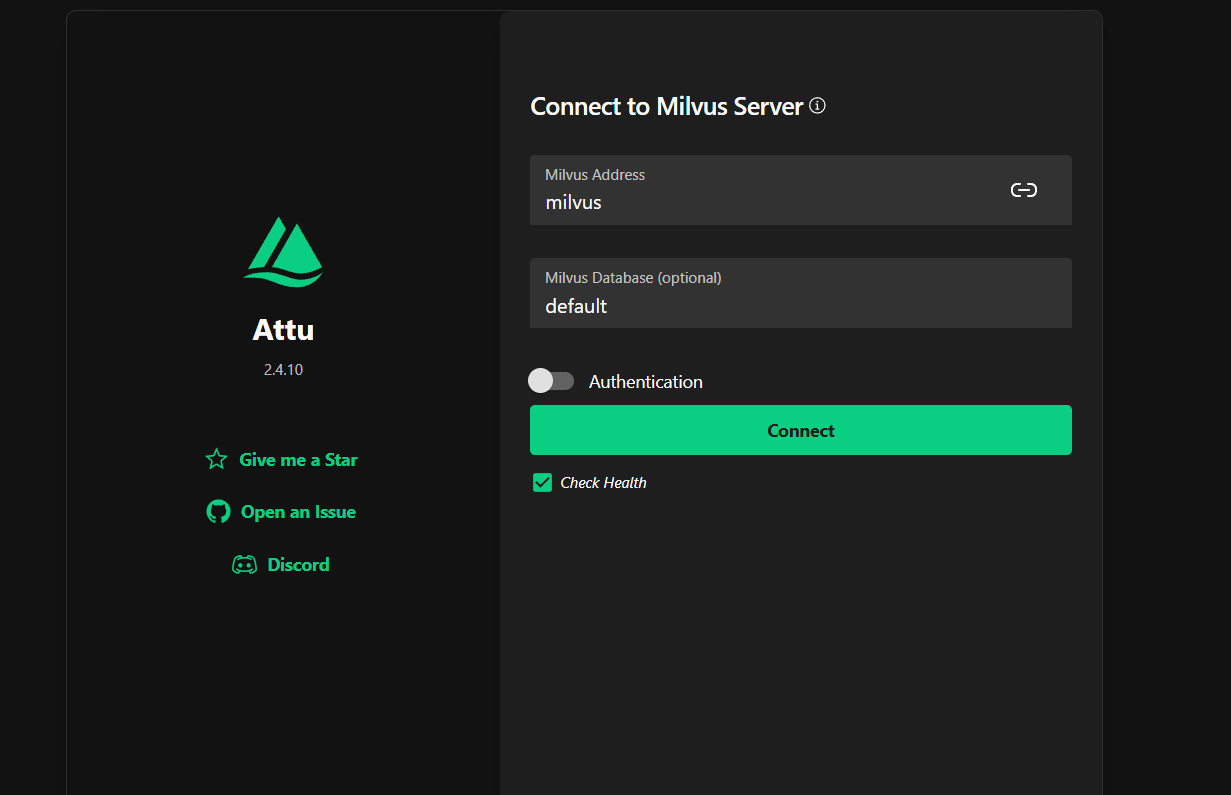 Attu
2.4.10
Give me a Star
Open an Issue
Discord
Connect to Milvus Server
Milvus Address
milvus
Milvus Database (optional)
default
Authentication
Connect
Check Health